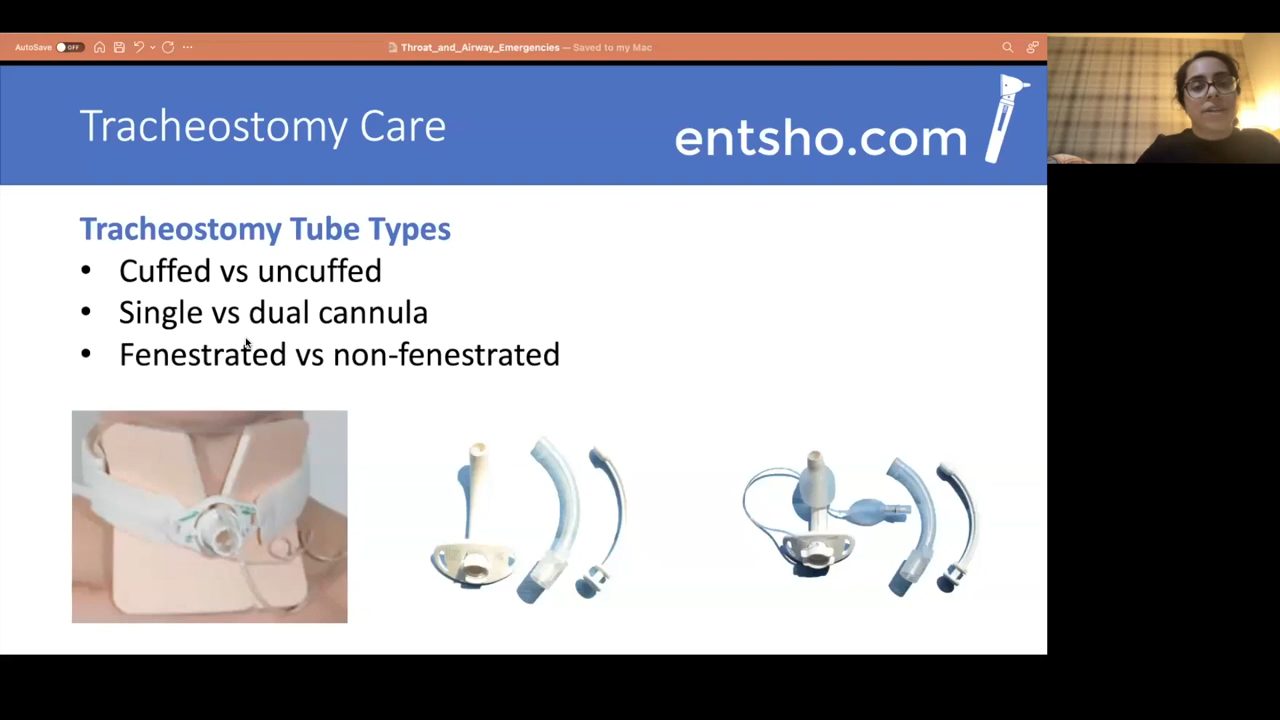 AutoSave OFF
Throat_and_Airway_Emergencies — Saved to my Mac
Tracheostomy Care
entsho.com
Tracheostomy Tube Types
• Cuffed vs uncuffed
• Single vs dual cannula
• Fenestrated vs non-fenestrated